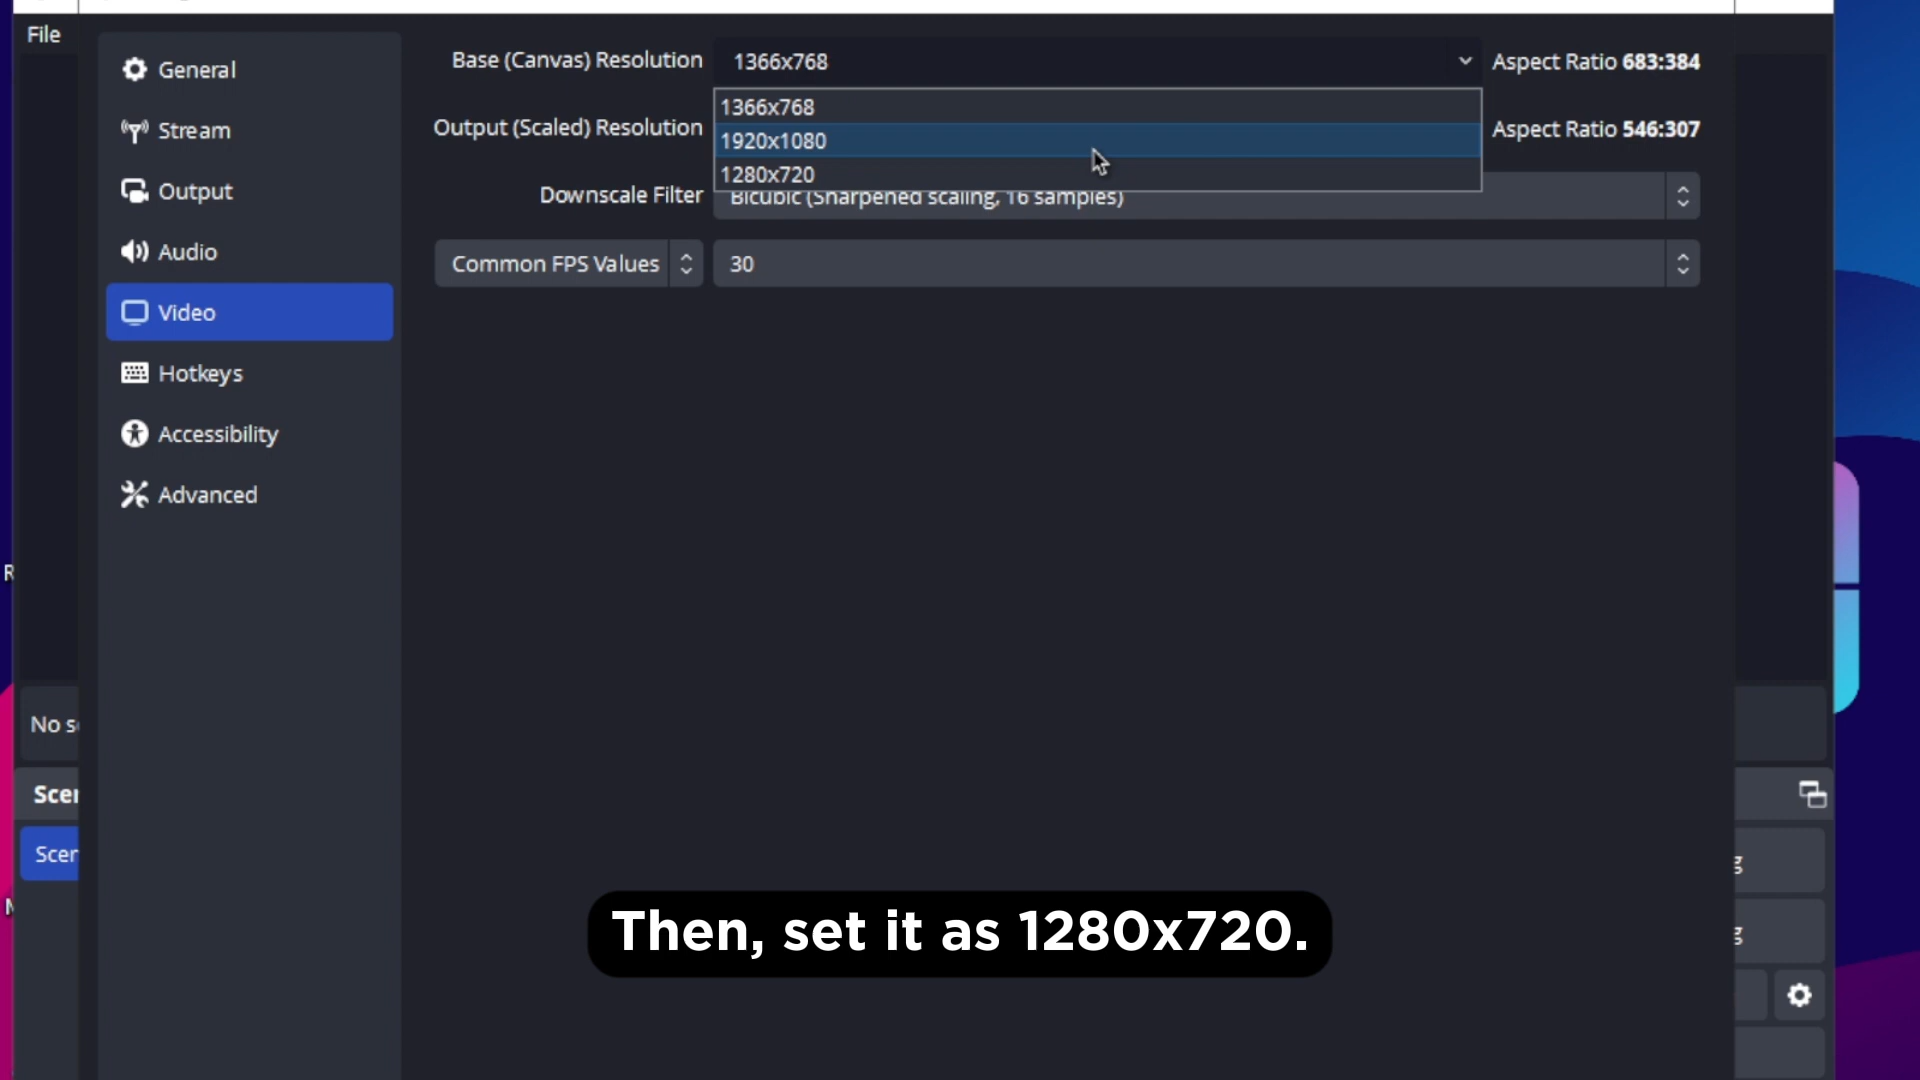 File
General
Stream
Output
Audio
Video
Hotkeys
Accessibility
Advanced
Base (Canvas) Resolution
1366x768
Aspect Ratio 683:384
1366x768
1920x1080
1280x720
Output (Scaled) Resolution
Aspect Ratio 546:307
Downscale Filter
Bicubic (Sharpened scaling, 16 samples)
Common FPS Values
30
R
No s
Scer
Scer
g
g
Then, set it as 1280x720.